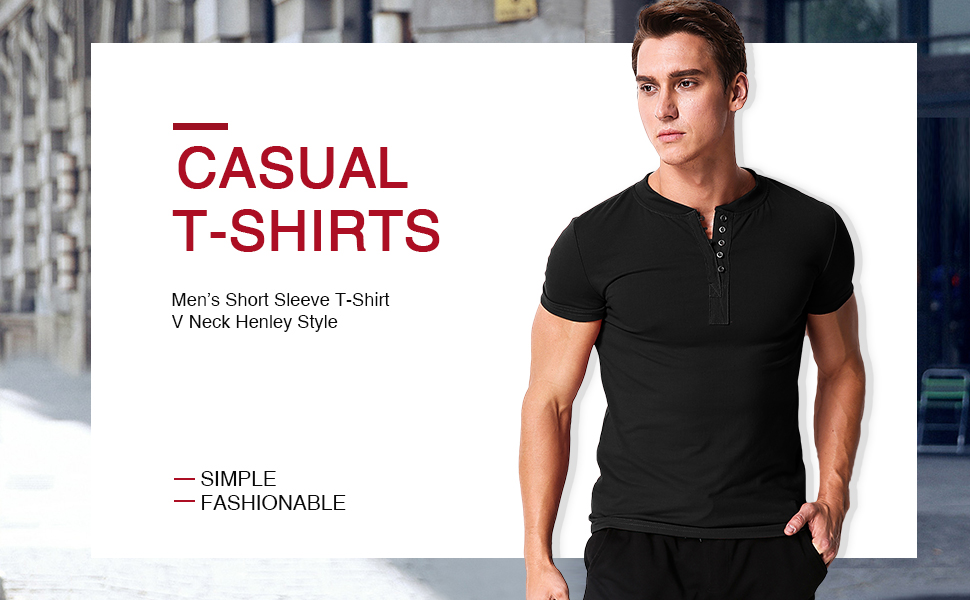 CASUAL
T-SHIRTS
Men’s Short Sleeve T-Shirt
V Neck Henley Style
SIMPLE
FASHIONABLE